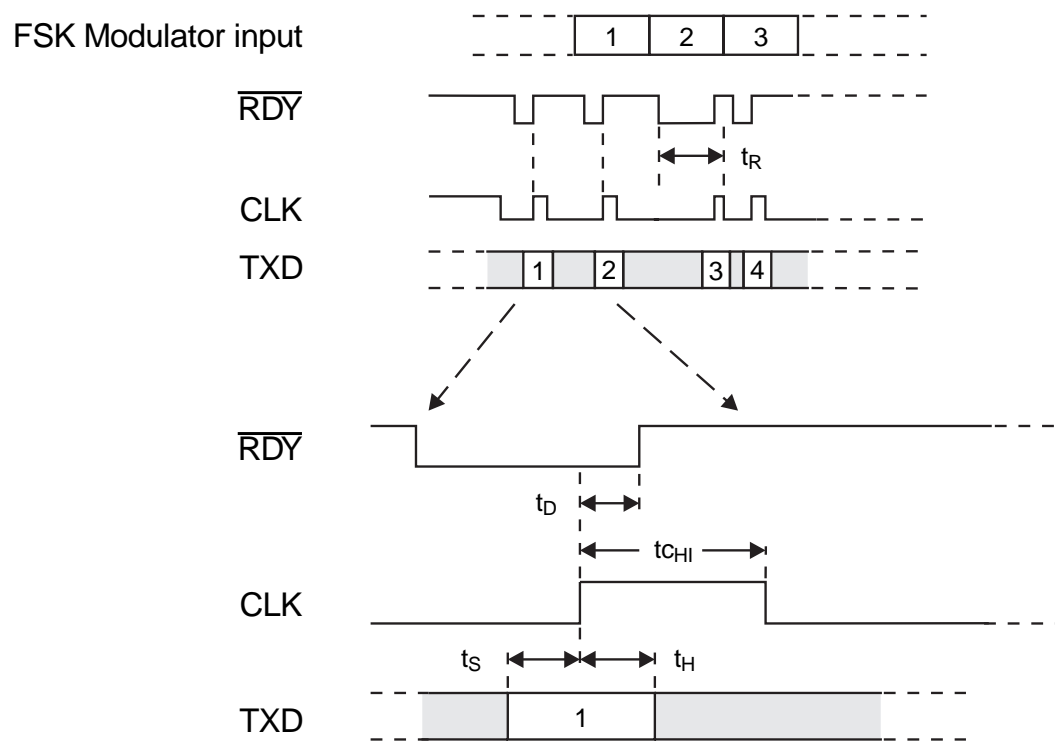 FSK Modulator input
1 2 3
RDY
tR
CLK
TXD
1 2 3 4
RDY
tD
tcHI
CLK
tS tH
TXD
1